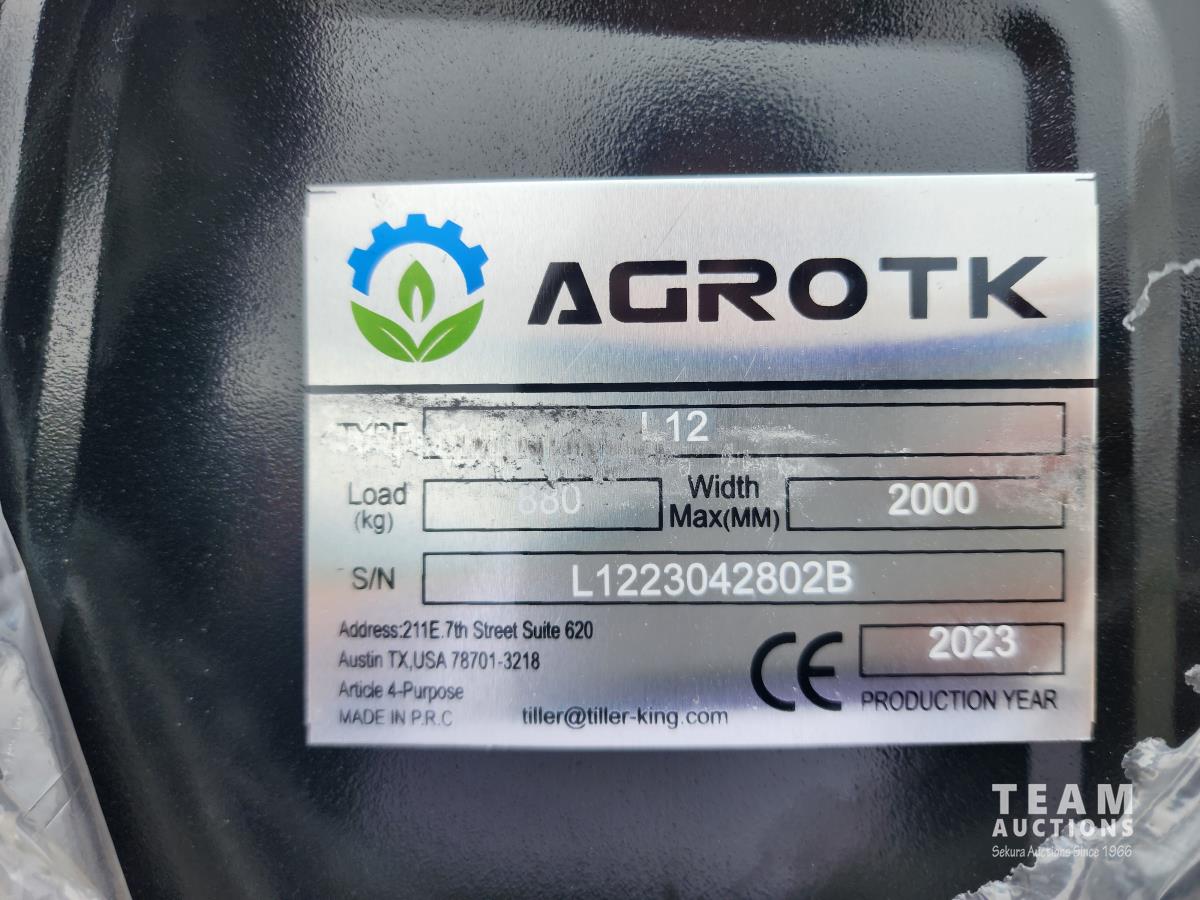 AGROTK
TYPE L12
Load (kg) 880 Width Max(MM) 2000
S/N L1223042802B
Address:211E.7th Street Suite 620
Austin TX,USA 78701-3218
Article 4-Purpose
MADE IN P.R.C tiller@tiller-king.com
CE 2023
PRODUCTION YEAR
TEAM
AUCTIONS
Sekura Auctions Since 1966